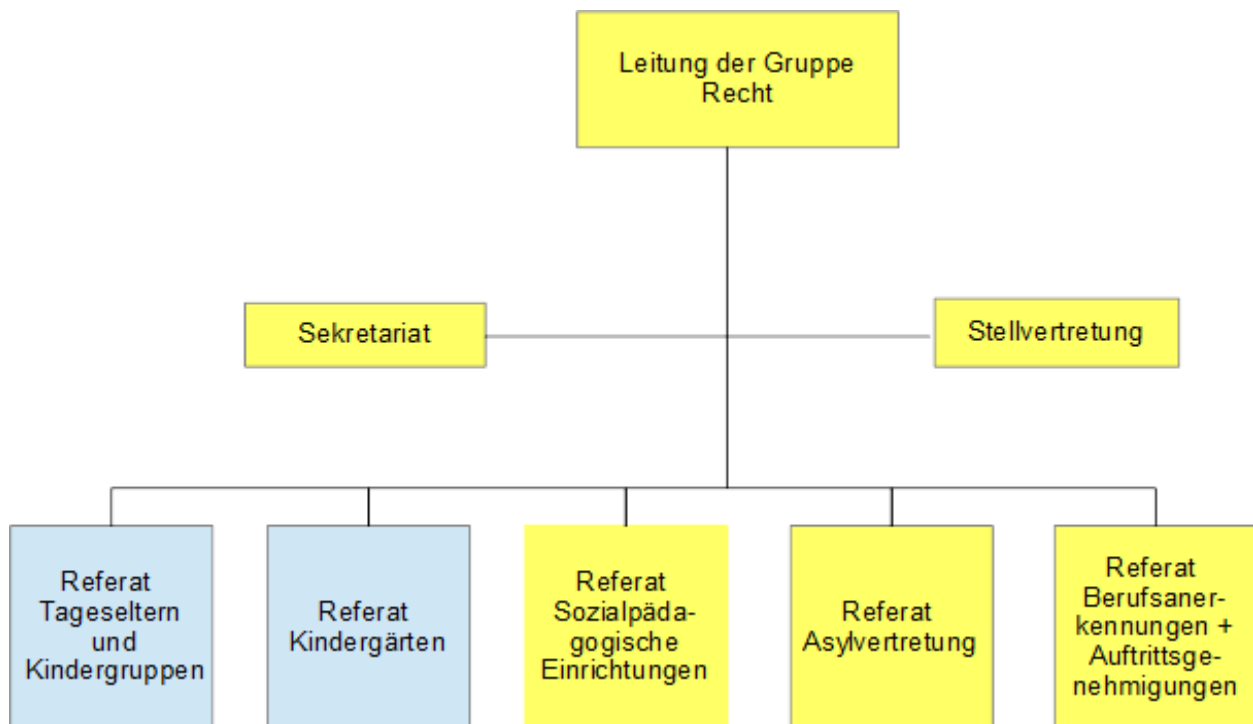 Leitung der Gruppe
Recht
Sekretariat
Stellvertretung
Referat
Tageseltern
und
Kindergruppen
Referat
Kindergärten
Referat
Sozialpäda-
gogische
Einrichtungen
Referat
Asylvertretung
Referat
Berufsaner-
kennungen +
Auftrittsge-
nehmigungen